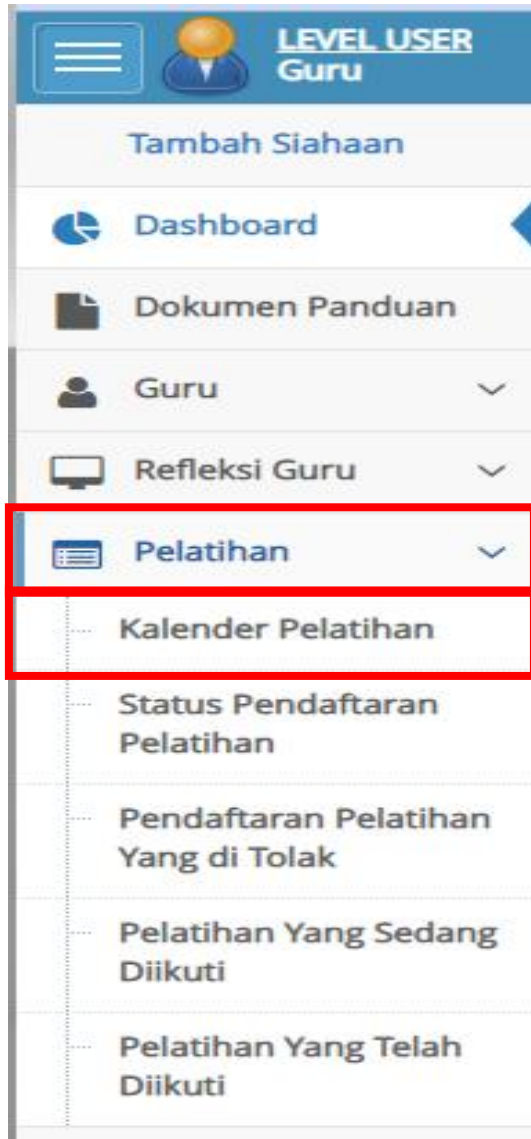 LEVEL USER
Guru
Tambah Siahaan
Dashboard
Dokumen Panduan
Guru
Refleksi Guru
Pelatihan
Kalender Pelatihan
Status Pendaftaran
Pelatihan
Pendaftaran Pelatihan
Yang di Tolak
Pelatihan Yang Sedang
Diikuti
Pelatihan Yang Telah
Diikuti